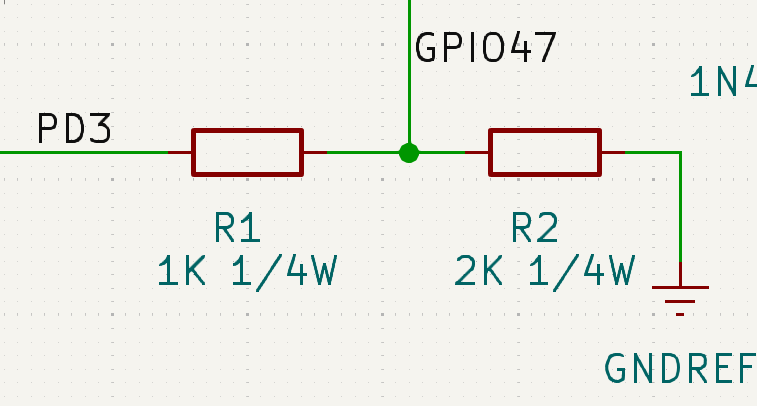 GPIO47
1N4
PD3
R1
1K 1/4W
R2
2K 1/4W
GNDREF